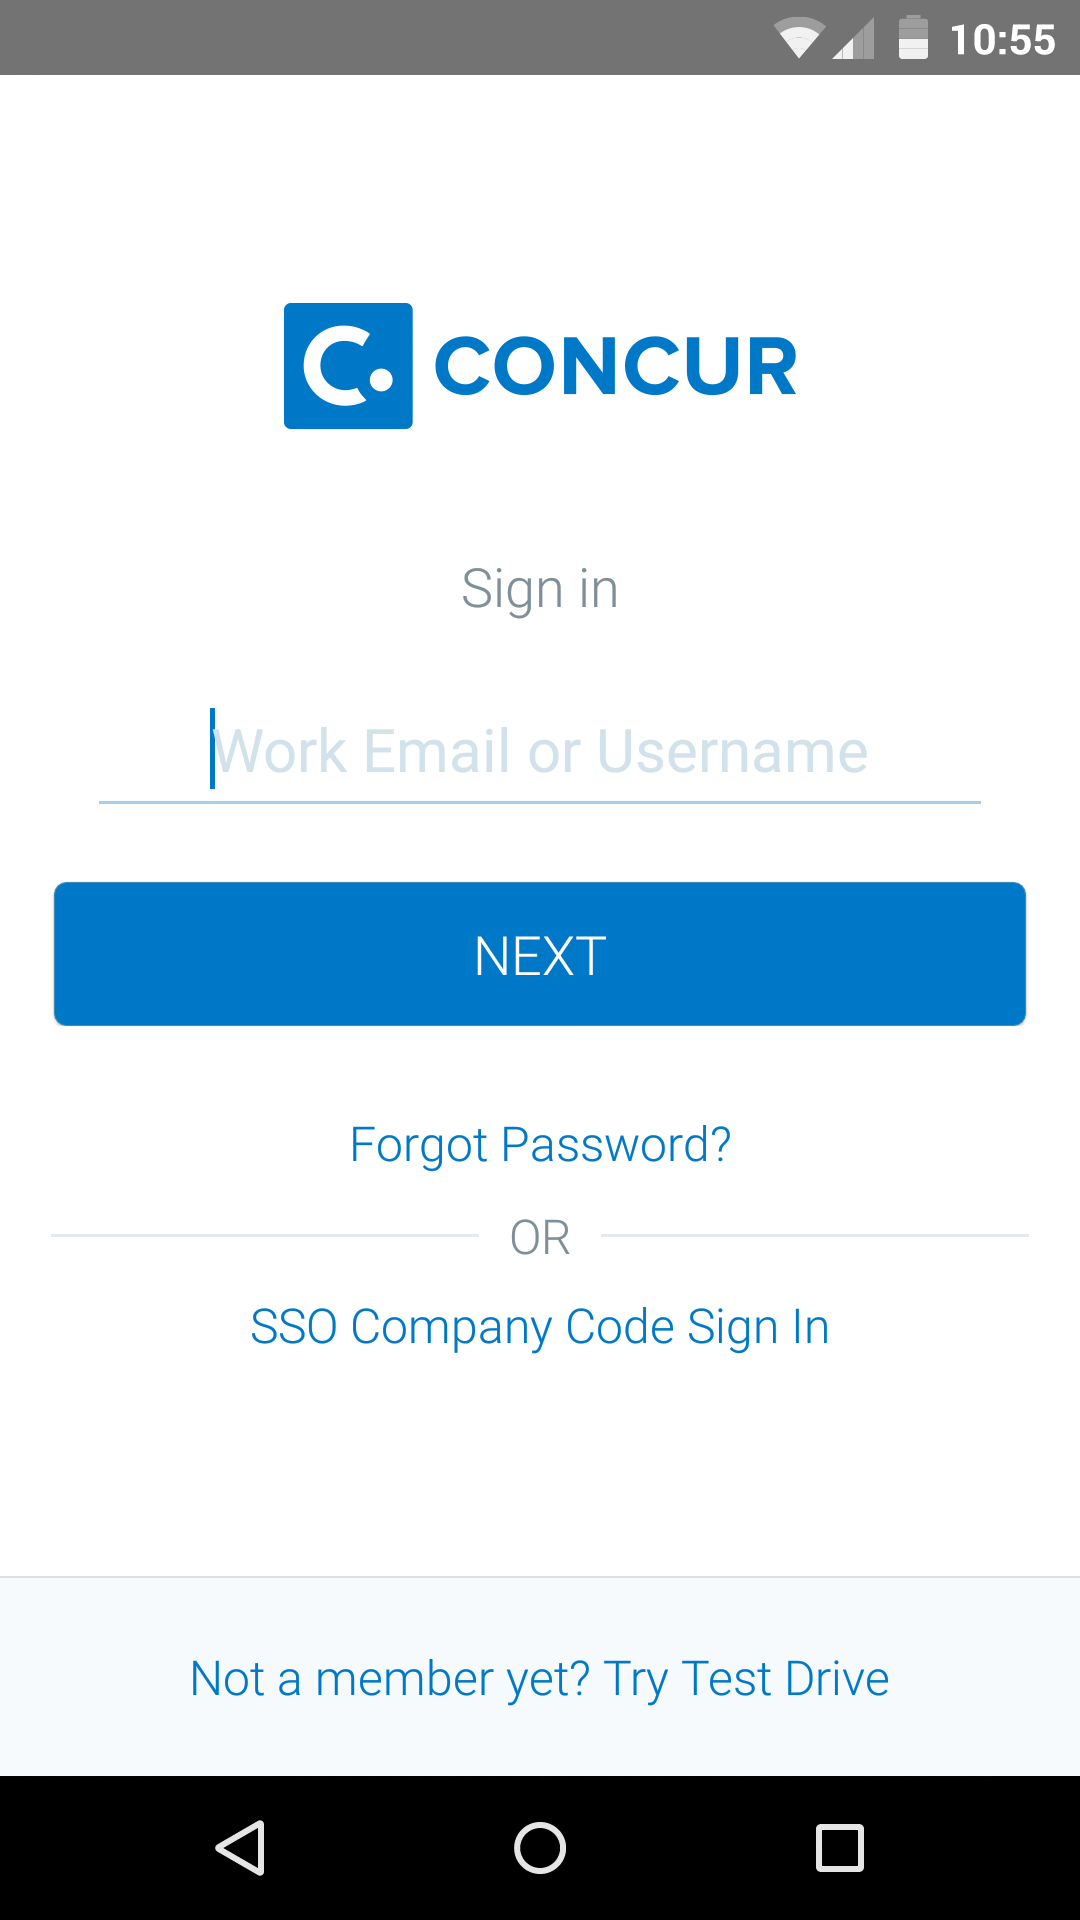 10:55
C. CONCUR
Sign in
Work Email or Username
NEXT
Forgot Password?
OR
SSO Company Code Sign In
Not a member yet? Try Test Drive